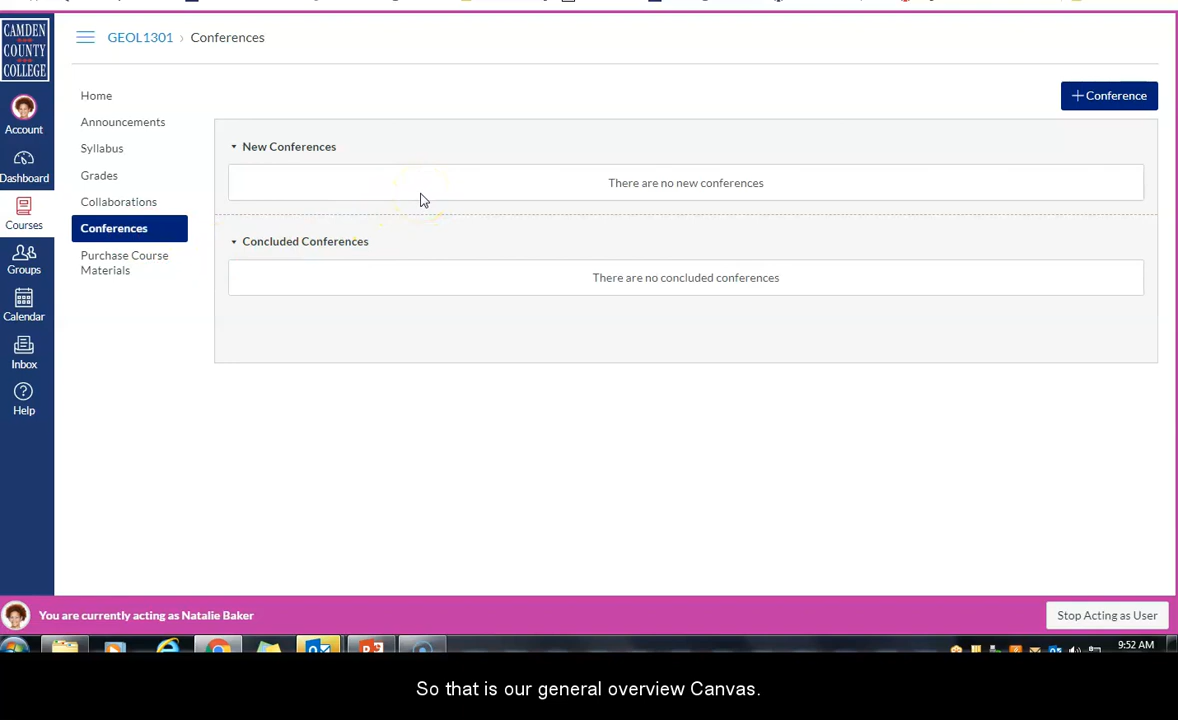 CAMDEN
COUNTY
COLLEGE
GEOL1301 › Conferences
Account
Dashboard
Courses
Groups
Calendar
Inbox
Help
Home
Announcements
Syllabus
Grades
Collaborations
Conferences
Purchase Course
Materials
+ Conference
New Conferences
There are no new conferences
Concluded Conferences
There are no concluded conferences
You are currently acting as Natalie Baker
Stop Acting as User
9:52 AM
So that is our general overview Canvas.